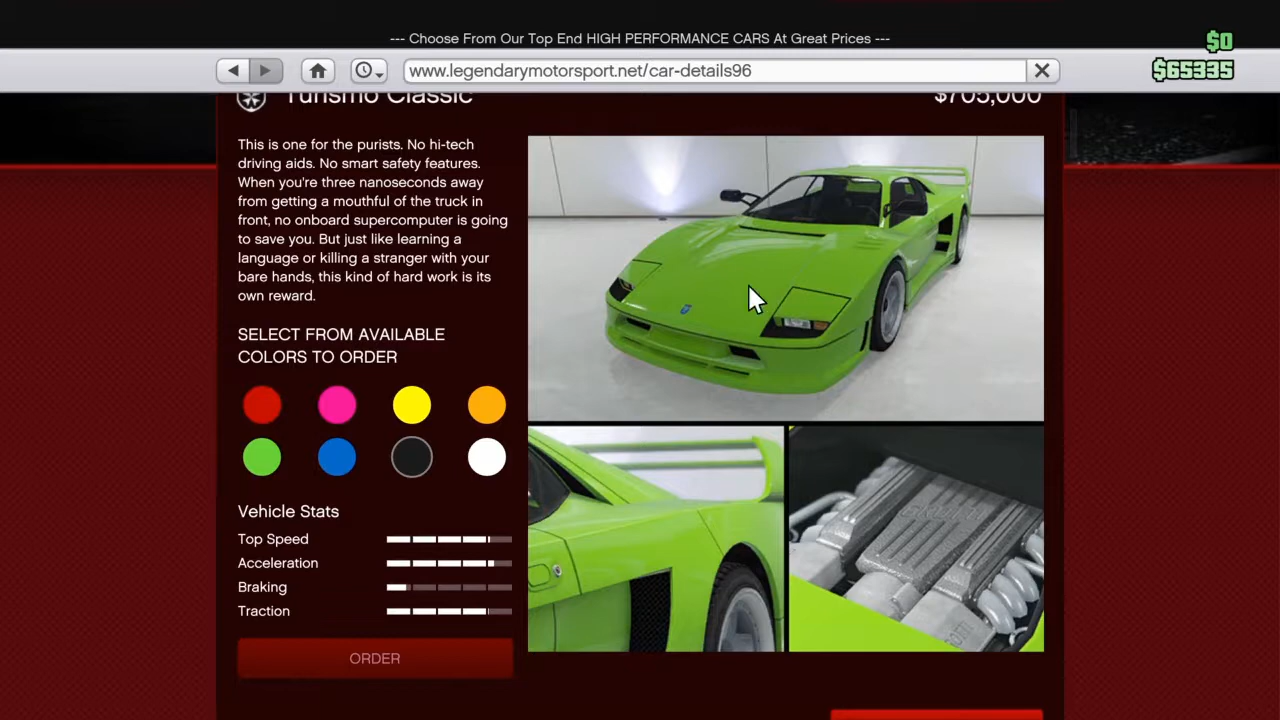 --- Choose From Our Top End HIGH PERFORMANCE CARS At Great Prices ---
$0
www.legendarymotorsport.net/car-details96
$65335
Turismo Classic
$705,000
This is one for the purists. No hi-tech
driving aids. No smart safety features.
When you're three nanoseconds away
from getting a mouthful of the truck in
front, no onboard supercomputer is going
to save you. But just like learning a
language or killing a stranger with your
bare hands, this kind of hard work is its
own reward.
SELECT FROM AVAILABLE
COLORS TO ORDER
Vehicle Stats
Top Speed
Acceleration
Braking
Traction
ORDER